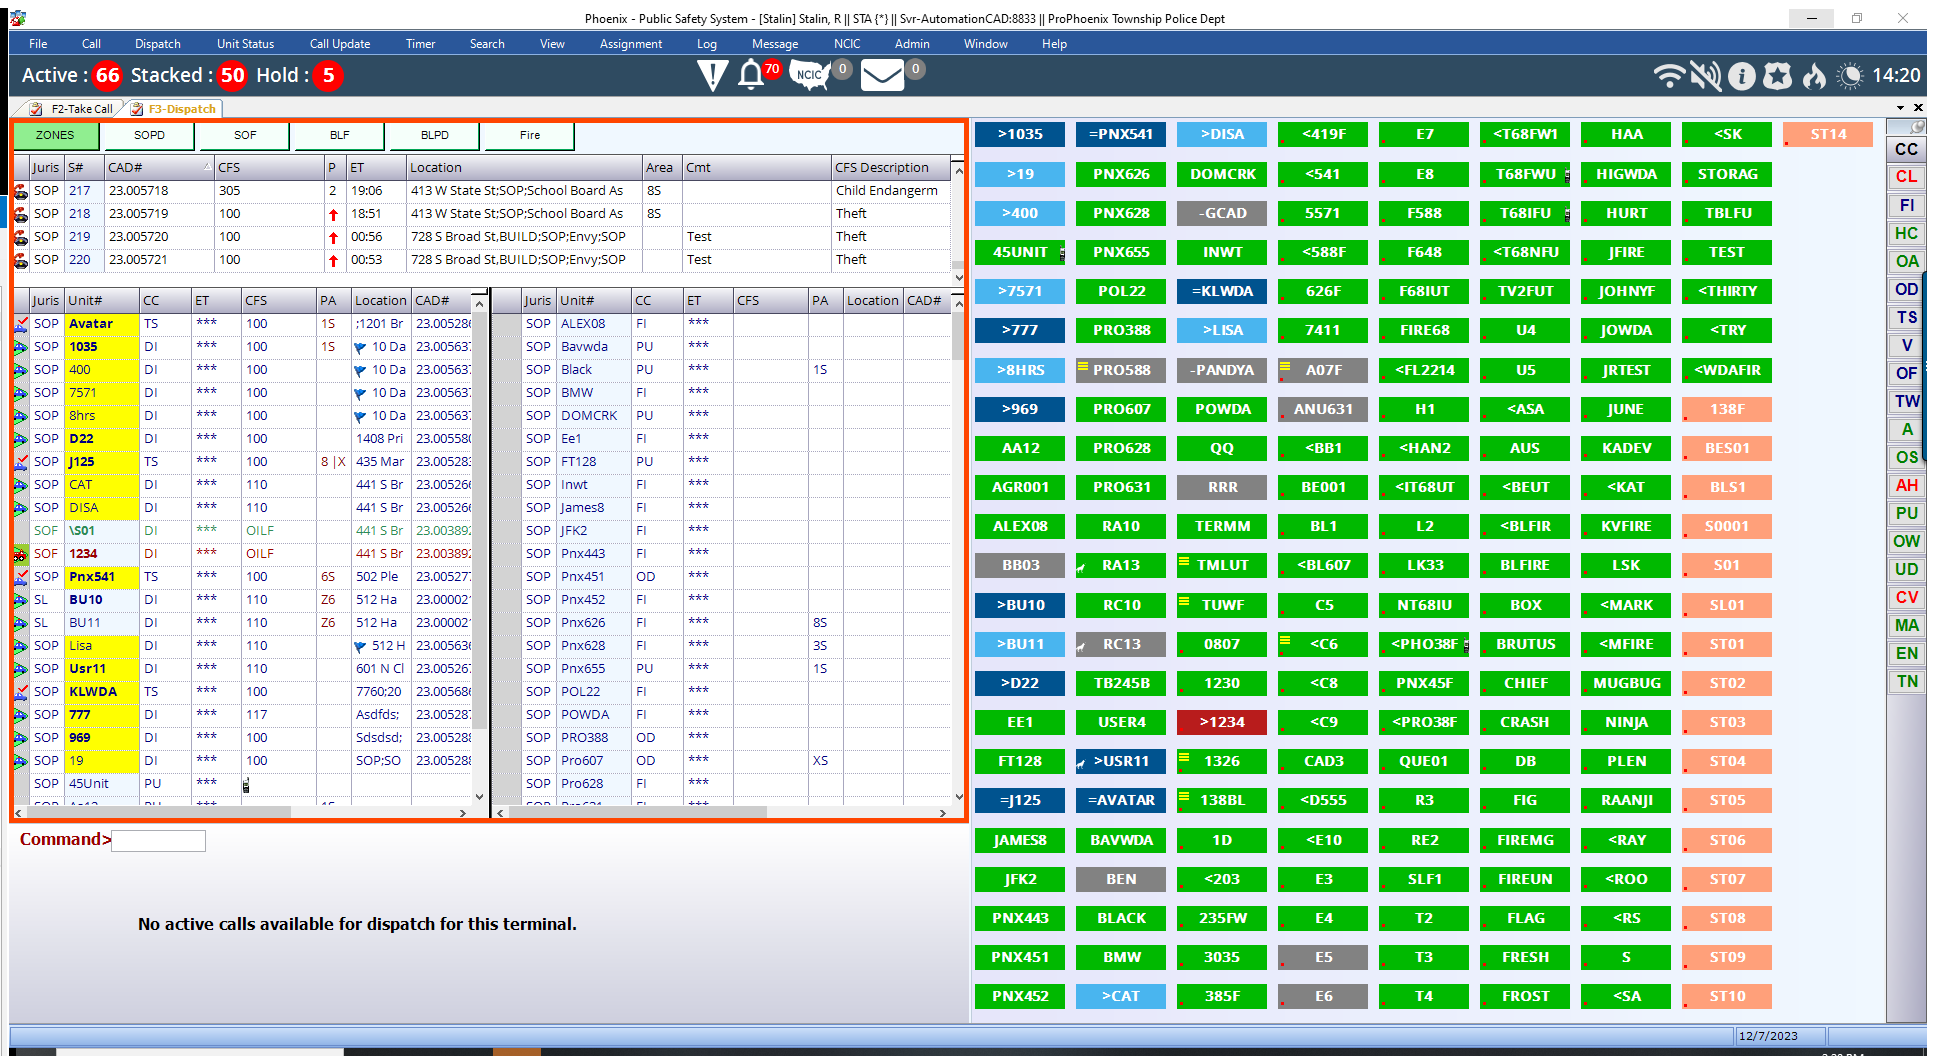 Phoenix - Public Safety System - [Stalin] Stalin, R || STA {*} || Svr-AutomationCAD:8833 || ProPhoenix Township Police Dept
File Call Dispatch Unit Status Call Update Timer Search View Assignment Log Message NCIC Admin Window Help
Active : 66 Stacked : 50 Hold : 5 70 NCIC 0 0 14:20
F2-Take Call F3-Dispatch
ZONES SOPD SOF BLF BLPD Fire
Juris S# CAD# CFS P ET Location Area Cmt CFS Description
SOP 217 23.005718 305 2 19:06 413 W State St;SOP;School Board As 8S Child Endangerm
SOP 218 23.005719 100 18:51 413 W State St;SOP;School Board As 8S Theft
SOP 219 23.005720 100 00:56 728 S Broad St,BUILD;SOP;Envy;SOP Test Theft
SOP 220 23.005721 100 00:53 728 S Broad St,BUILD;SOP;Envy;SOP Test Theft
Juris Unit# CC ET CFS PA Location CAD#
SOP Avatar TS *** 100 1S ;1201 Br 23.00528
SOP 1035 DI *** 100 1S 10 Da 23.005637
SOP 400 DI *** 100 10 Da 23.005637
SOP 7571 DI *** 100 10 Da 23.005637
SOP 8hrs DI *** 100 10 Da 23.005637
SOP D22 DI *** 100 1408 Pri 23.00558
SOP J125 TS *** 100 8 |X 435 Mar 23.00528
SOP CAT DI *** 110 441 S Br 23.00526
SOP DISA DI *** 110 441 S Br 23.00526
SOF \S01 DI *** OILF 441 S Br 23.003892
SOF 1234 DI *** OILF 441 S Br 23.003892
SOP Pnx541 TS *** 100 6S 502 Ple 23.005277
SL BU10 DI *** 110 Z6 512 Ha 23.00002
SL BU11 DI *** 110 Z6 512 Ha 23.00002
SOP Lisa DI *** 110 512 H 23.00563
SOP Usr11 DI *** 110 601 N Cl 23.005267
SOP KLWDA TS *** 100 7760;20 23.00568
SOP 777 DI *** 117 Asdfds; 23.005287
SOP 969 DI *** 100 Sdsdsd; 23.00528
SOP 19 DI *** 100 SOP;SO 23.00528
SOP 45Unit PU ***
Juris Unit# CC ET CFS PA Location CAD#
SOP ALEX08 FI ***
SOP Bavwda PU ***
SOP Black PU *** 1S
SOP BMW FI ***
SOP DOMCRK PU ***
SOP Ee1 FI ***
SOP FT128 PU ***
SOP Inwt FI ***
SOP James8 FI ***
SOP JFK2 FI ***
SOP Pnx443 FI ***
SOP Pnx451 OD ***
SOP Pnx452 FI ***
SOP Pnx626 FI *** 8S
SOP Pnx628 FI *** 3S
SOP Pnx655 PU *** 1S
SOP POL22 FI ***
SOP POWDA FI ***
SOP PRO388 OD ***
SOP Pro607 OD *** XS
SOP Pro628 FI ***
Command>
No active calls available for dispatch for this terminal.
>1035 =PNX541 >DISA <419F E7 <T68FW1 HAA <SK ST14
>19 PNX626 DOMCRK <541 E8 T68FWU HIGWDA STORAG
>400 PNX628 -GCAD 5571 F588 T68IFU HURT TBLFU
45UNIT PNX655 INWT <588F F648 <T68NFU JFIRE TEST
>7571 POL22 =KLWDA 626F F68IUT TV2FUT JOHNYF <THIRTY
>777 PRO388 >LISA 7411 FIRE68 U4 JOWDA <TRY
>8HRS PRO588 -PANDYA A07F <FL2214 U5 JRTEST <WDAFIR
>969 PRO607 POWDA ANU631 H1 <ASA JUNE 138F
AA12 PRO628 QQ <BB1 <HAN2 AUS KADEV BES01
AGR001 PRO631 RRR BE001 <IT68UT <BEUT <KAT BLS1
ALEX08 RA10 TERMM BL1 L2 <BLFIR KVFIRE S0001
BB03 RA13 TMLUT <BL607 LK33 BLFIRE LSK S01
>BU10 RC10 TUWF C5 NT68IU BOX <MARK SL01
>BU11 RC13 0807 <C6 <PHO38F BRUTUS <MFIRE ST01
>D22 TB245B 1230 <C8 PNX45F CHIEF MUGBUG ST02
EE1 USER4 >1234 <C9 <PRO38F CRASH NINJA ST03
FT128 >USR11 1326 CAD3 QUE01 DB PLEN ST04
=J125 =AVATAR 138BL <D555 R3 FIG RAANJI ST05
JAMES8 BAVWDA 1D <E10 RE2 FIREMG <RAY ST06
JFK2 BEN <203 E3 SLF1 FIREUN <ROO ST07
PNX443 BLACK 235FW E4 T2 FLAG <RS ST08
PNX451 BMW 3035 E5 T3 FRESH S ST09
PNX452 >CAT 385F E6 T4 FROST <SA ST10
CC
CL
FI
HC
OA
OD
TS
V
OF
TW
A
OS
AH
PU
OW
UD
CV
MA
EN
TN
12/7/2023